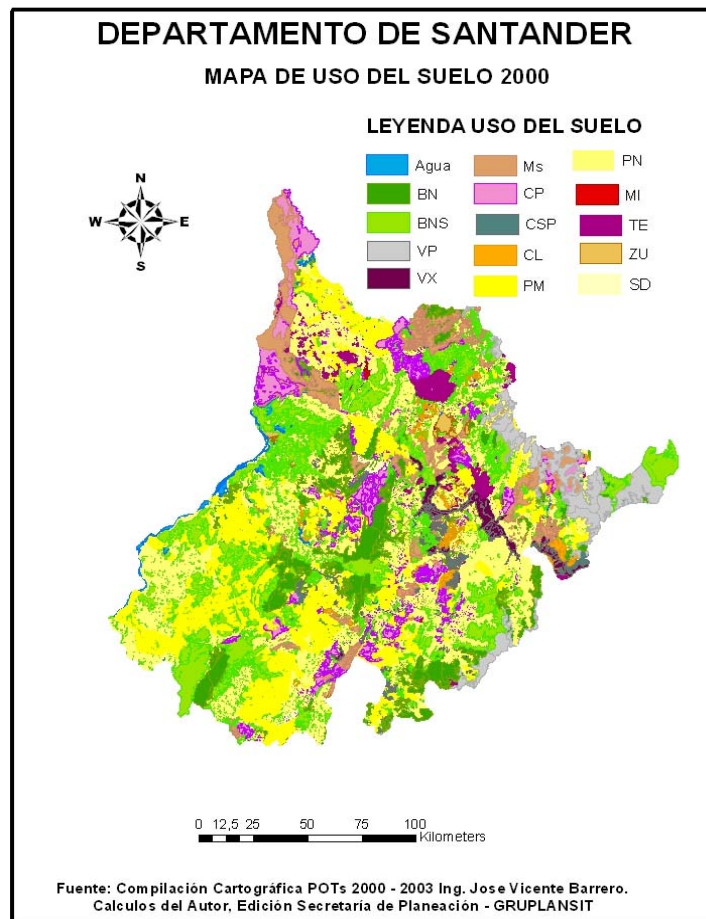 DEPARTAMENTO DE SANTANDER
MAPA DE USO DEL SUELO 2000
LEYENDA USO DEL SUELO
Agua
Ms
PN
BN
CP
MI
BNS
CSP
TE
VP
CL
ZU
VX
PM
SD
N
W
E
S
0 12,5 25 50 75 100
Kilometers
Fuente: Compilación Cartográfica POTs 2000 - 2003 Ing. Jose Vicente Barrero.
Calculos del Autor, Edición Secretaría de Planeación - GRUPLANSIT